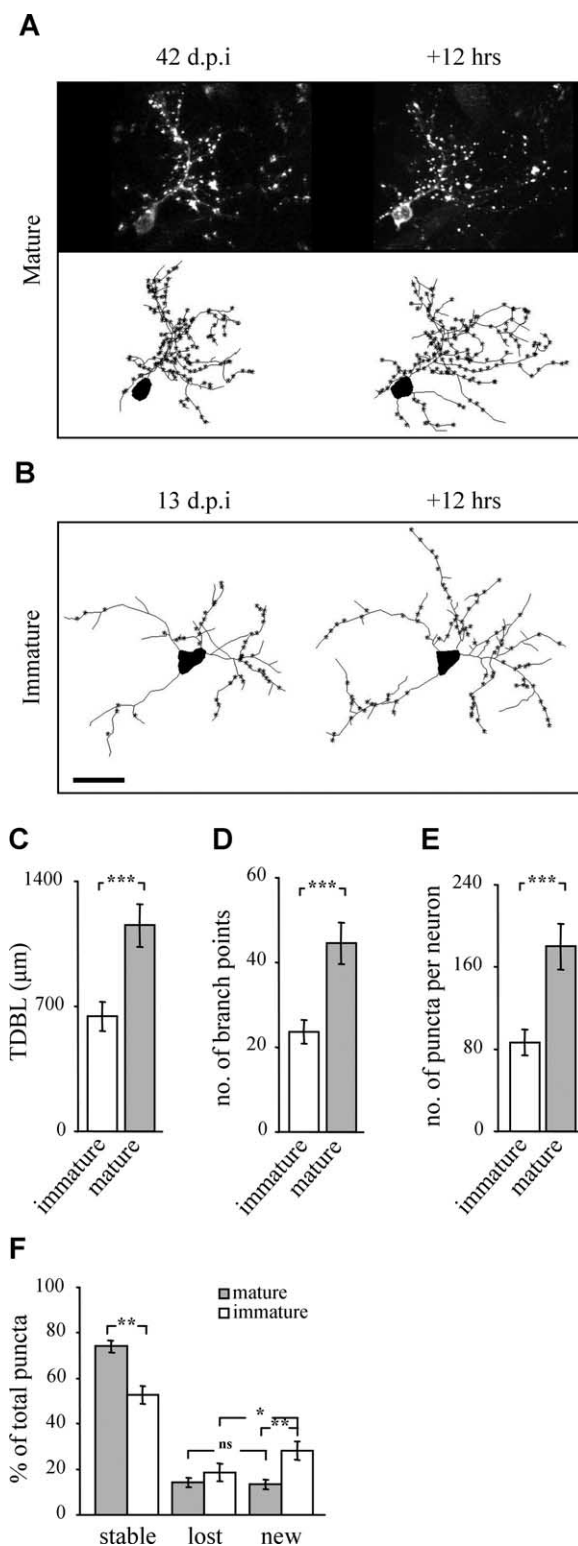 A
42 d.p.i
+12 hrs
Mature
B
13 d.p.i
+12 hrs
Immature
C
D
E
1400
700
0
TDBL (µm)
***
immature
mature
60
40
20
0
no. of branch points
***
immature
mature
240
160
80
0
no. of puncta per neuron
***
immature
mature
F
100
80
60
40
20
0
% of total puncta
mature
immature
**
*
ns
**
stable lost new